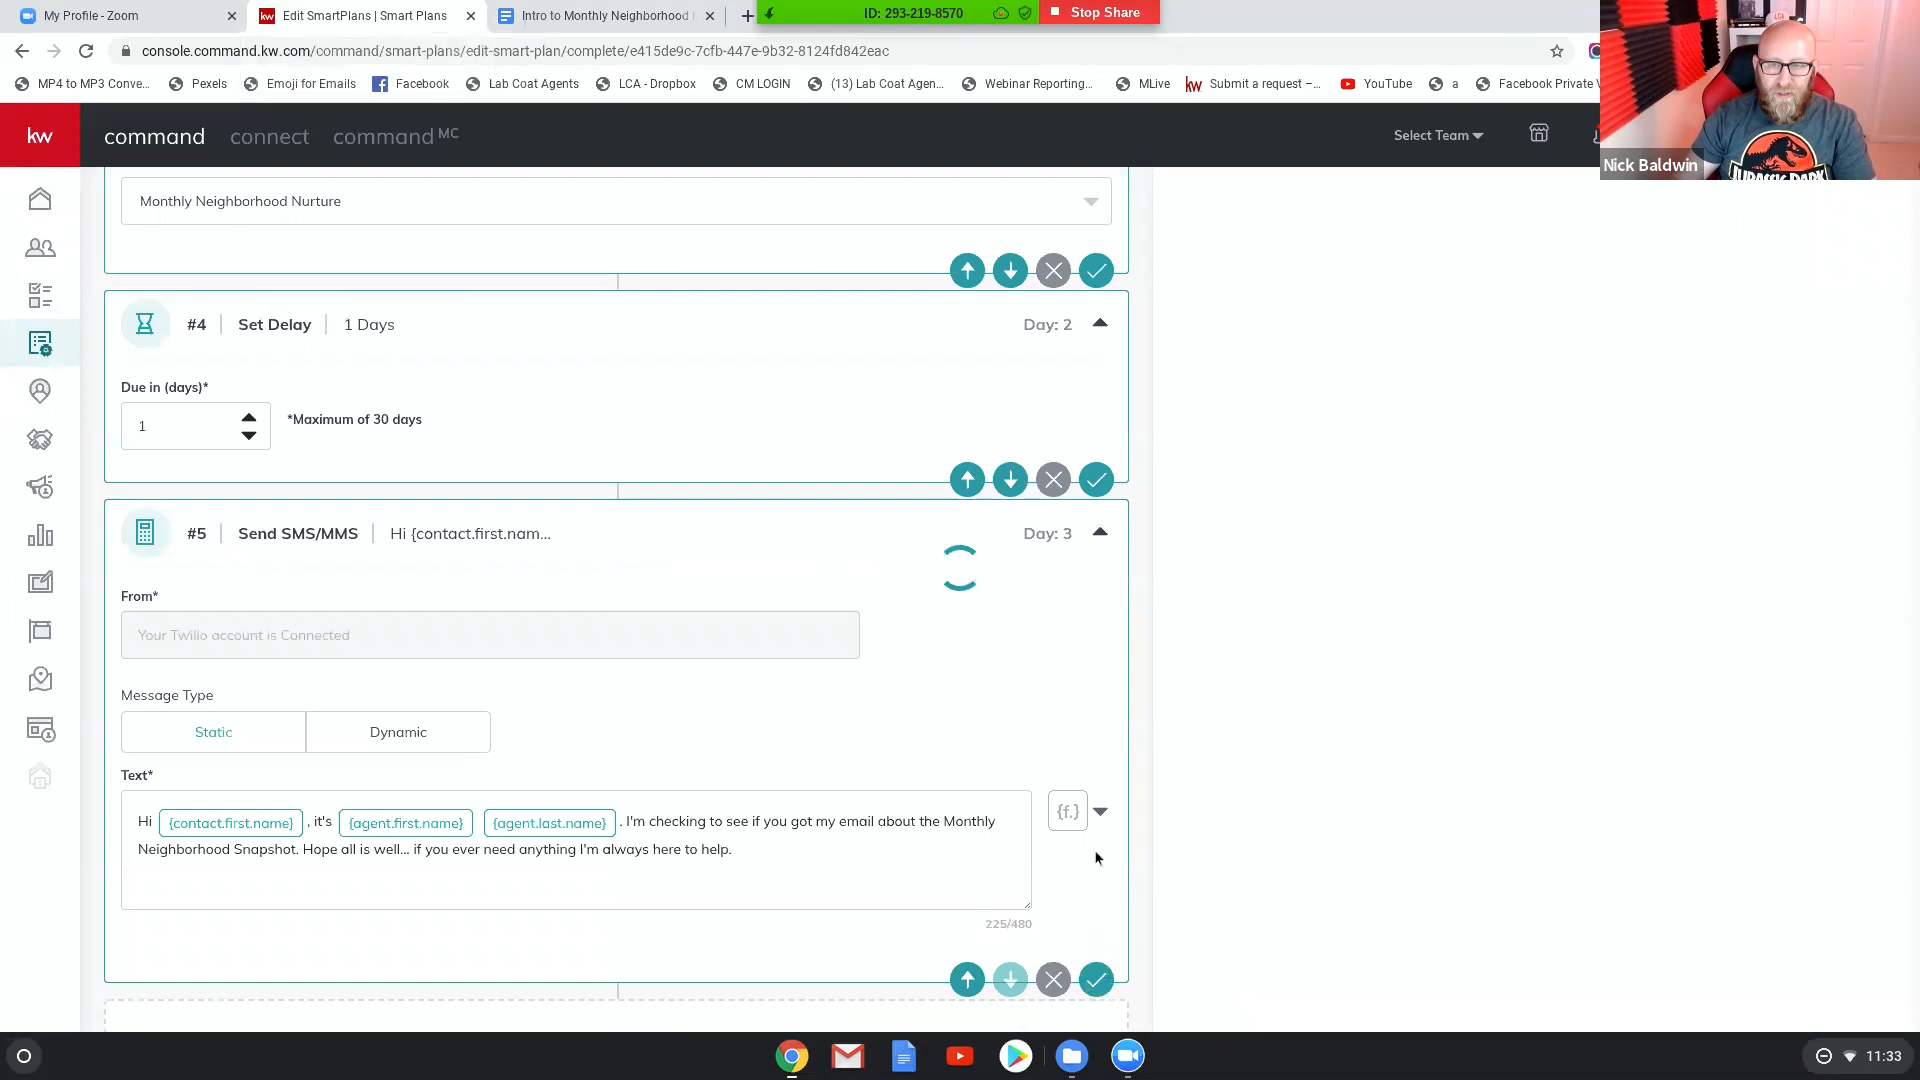 My Profile - Zoom
Edit SmartPlans | Smart Plans
Intro to Monthly Neighborhood
ID: 293-219-8570
Stop Share
console.command.kw.com/command/smart-plans/edit-smart-plan/complete/e415de9c-7cfb-447e-9b32-8124fd842eac
MP4 to MP3 Conve...
Pexels
Emoji for Emails
Facebook
Lab Coat Agents
LCA - Dropbox
CM LOGIN
(13) Lab Coat Agen...
Webinar Reporting...
MLive
kw Submit a request –...
YouTube
a
Facebook Private V
kw
command
connect
command MC
Select Team
Nick Baldwin
JURASSIC PARK
Monthly Neighborhood Nurture
#4
Set Delay
1 Days
Day: 2
Due in (days)*
1
*Maximum of 30 days
#5
Send SMS/MMS
Hi {contact.first.nam...
Day: 3
From*
Your Twilio account is Connected
Message Type
Static
Dynamic
Text*
Hi {contact.first.name} , it's {agent.first.name} {agent.last.name} . I'm checking to see if you got my email about the Monthly
Neighborhood Snapshot. Hope all is well... if you ever need anything I'm always here to help.
{f.}
225/480
11:33